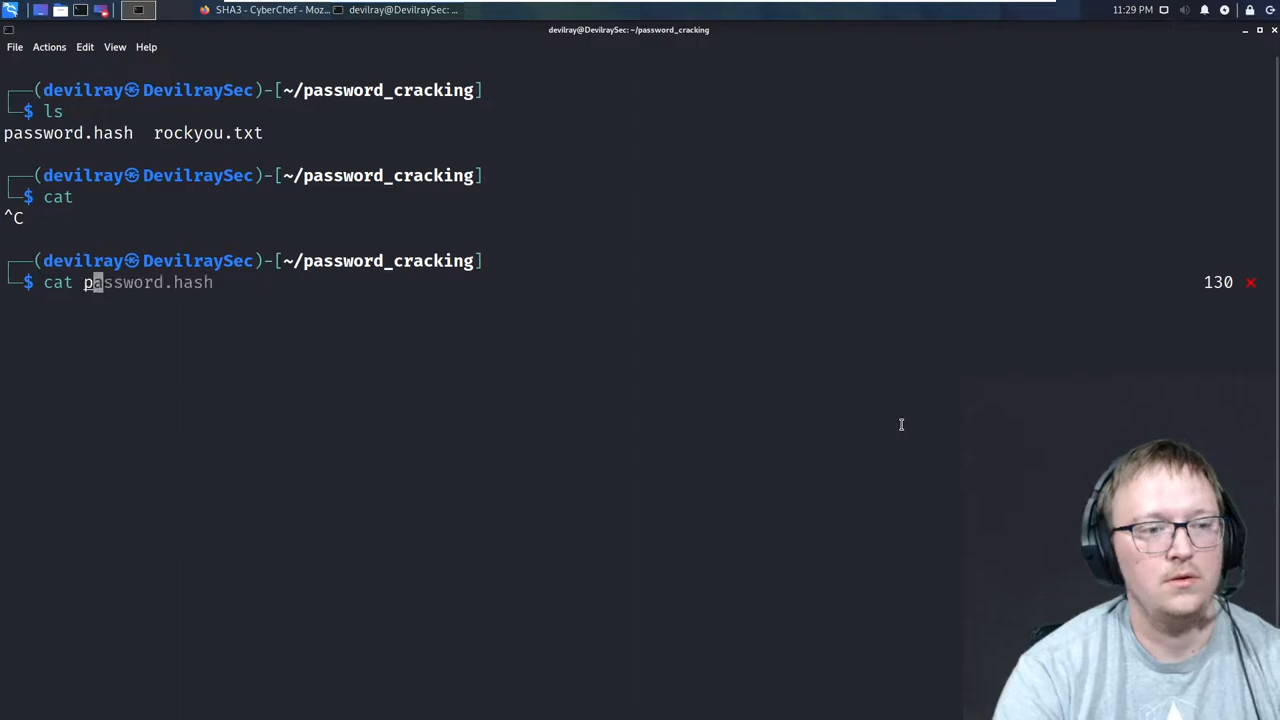 SHA3 - CyberChef - Moz...
devilray@DevilraySec: ~...
11:29 PM
devilray@DevilraySec: ~/password_cracking
File Actions Edit View Help
(devilray㉿DevilraySec)-[~/password_cracking]
$ ls
password.hash rockyou.txt
(devilray㉿DevilraySec)-[~/password_cracking]
$ cat
^C
(devilray㉿DevilraySec)-[~/password_cracking]
$ cat password.hash 130 ✕